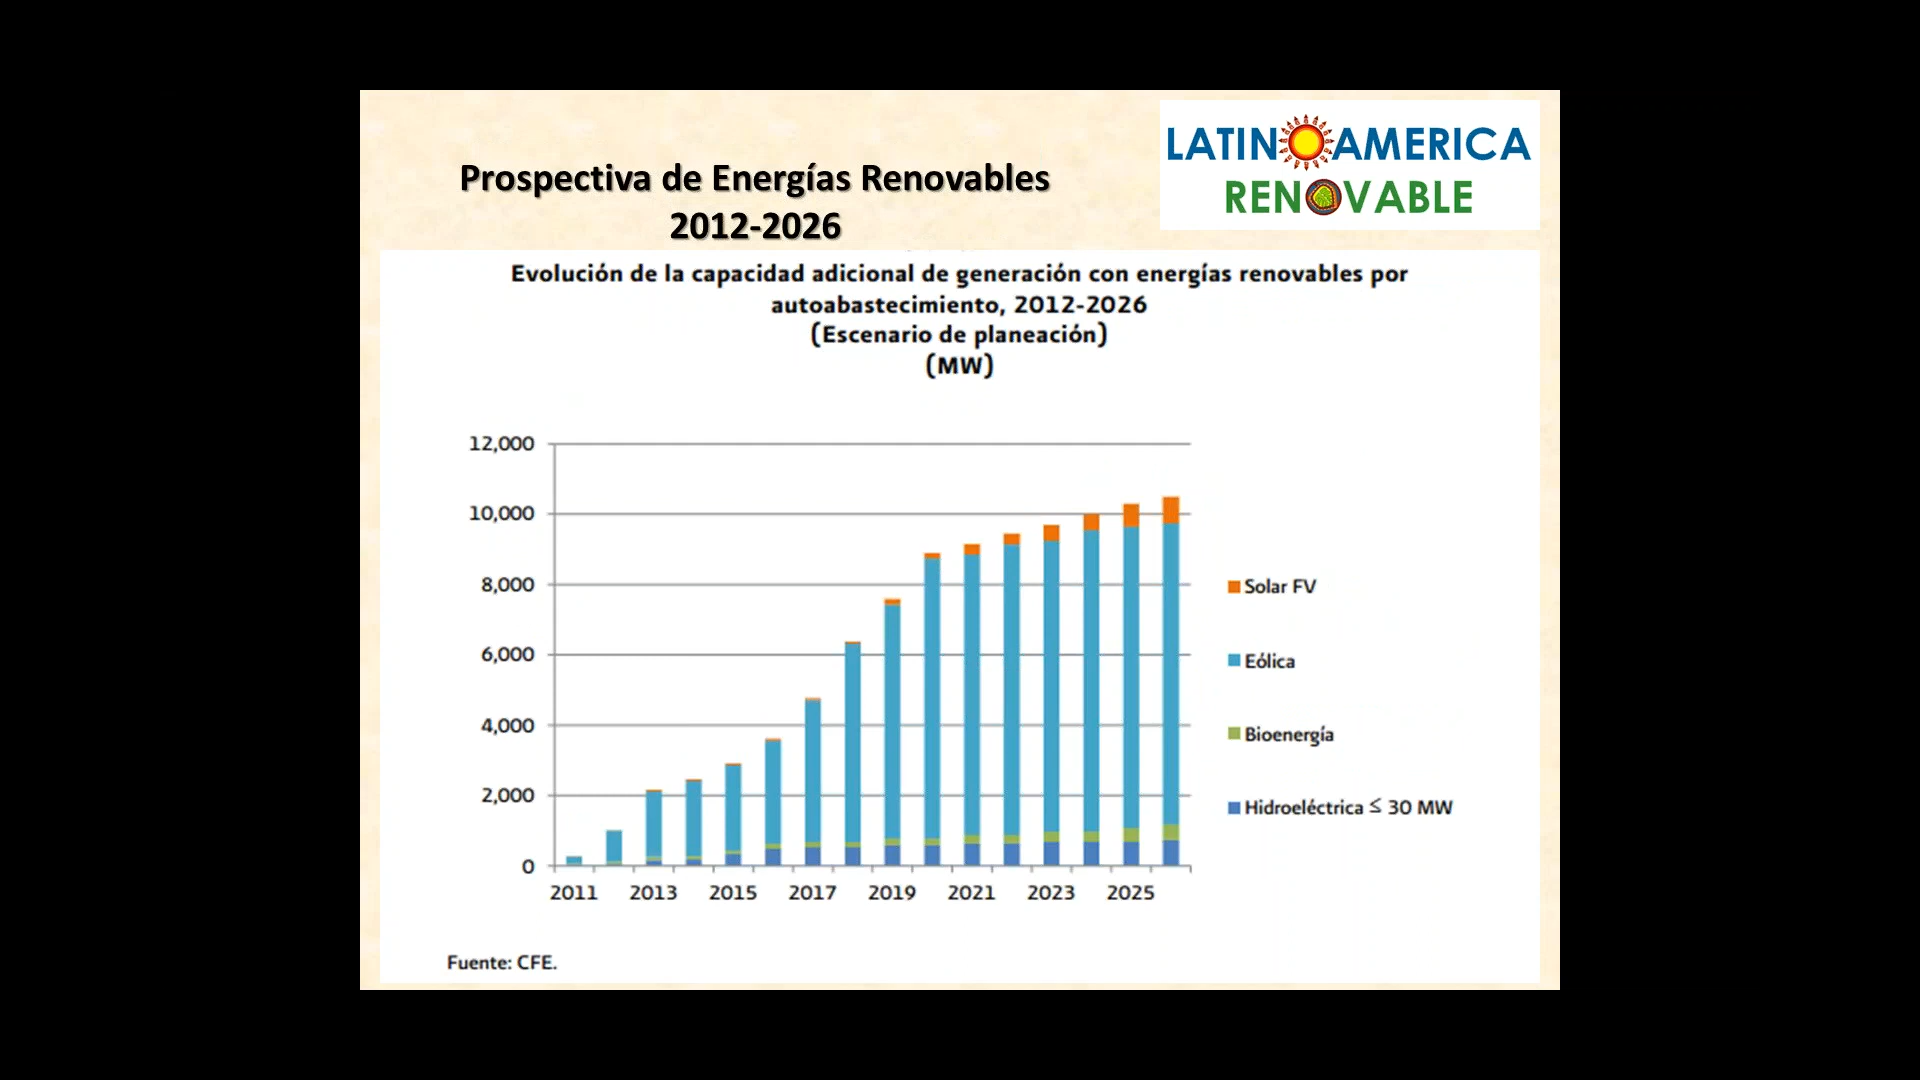 LATINOAMERICA
RENOVABLE
Prospectiva de Energías Renovables
2012-2026
Evolución de la capacidad adicional de generación con energías renovables por
autoabastecimiento, 2012-2026
(Escenario de planeación)
(MW)
12,000
10,000
8,000
6,000
4,000
2,000
0
2011 2013 2015 2017 2019 2021 2023 2025
Solar FV
Eólica
Bioenergía
Hidroeléctrica ≤ 30 MW
Fuente: CFE.